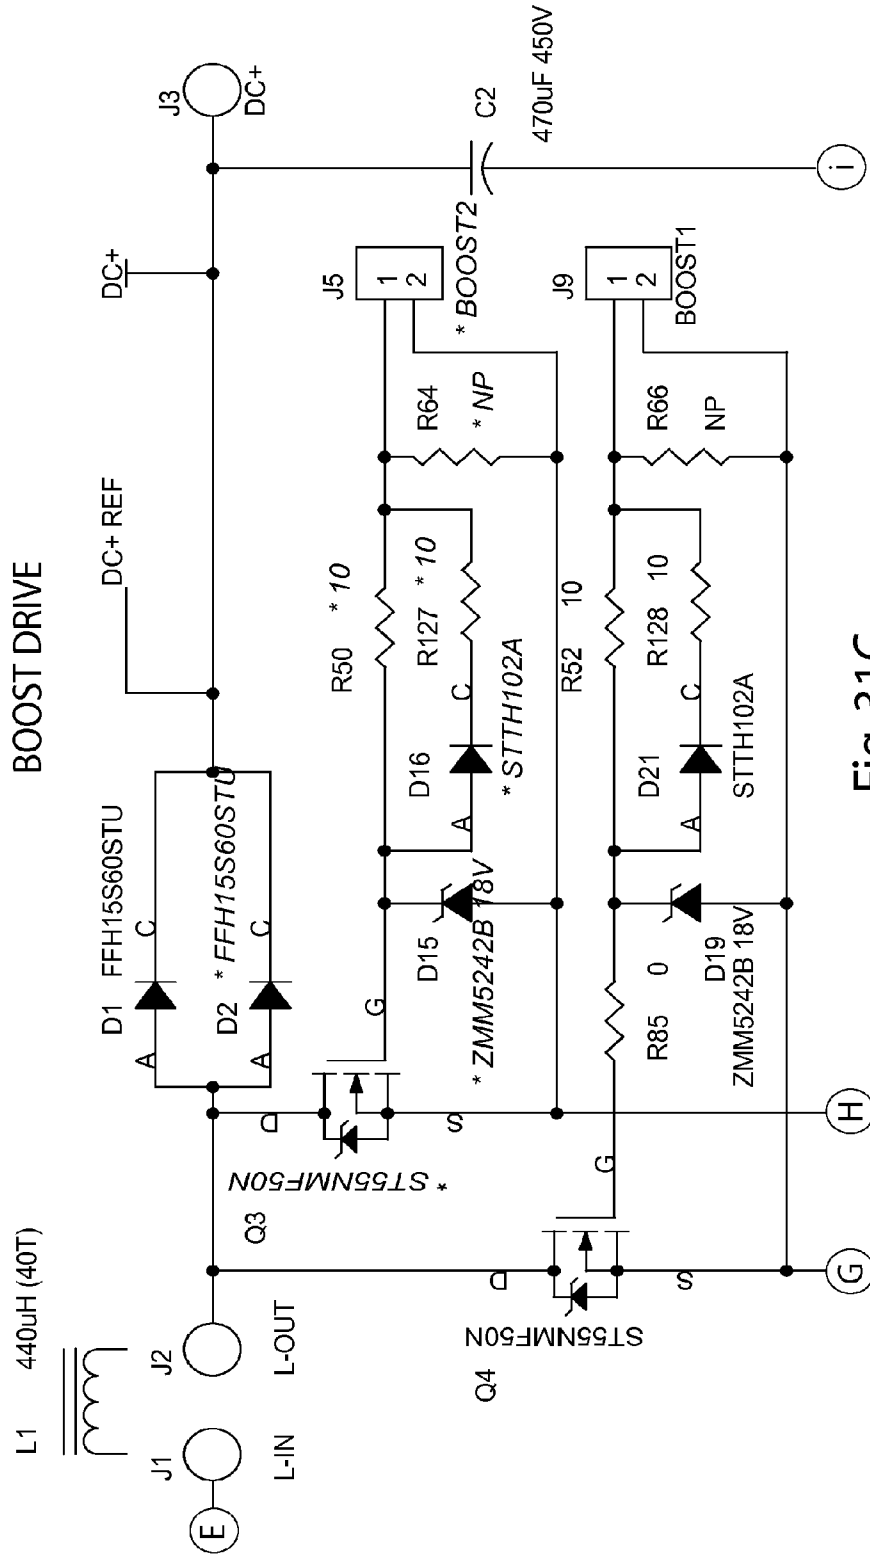 BOOST DRIVE
L1 440uH (40T)
E
J1
L-IN
J2
L-OUT
D1 FFH15S60STU
A
C
D2 * FFH15S60STU
A
C
DC+ REF
DC+
J3
DC+
Q3
* ST55NMF50N
D
G
S
R50 * 10
R127 * 10
D16
A
C
* STTH102A
D15
* ZMM5242B 18V
R64
* NP
J5
1
2
* BOOST2
C2
470uF 450V
Q4
ST55NMF50N
D
G
S
R85 0
R52 10
R128 10
D21
A
C
STTH102A
D19
ZMM5242B 18V
R66
NP
J9
1
2
BOOST1
G
H
i